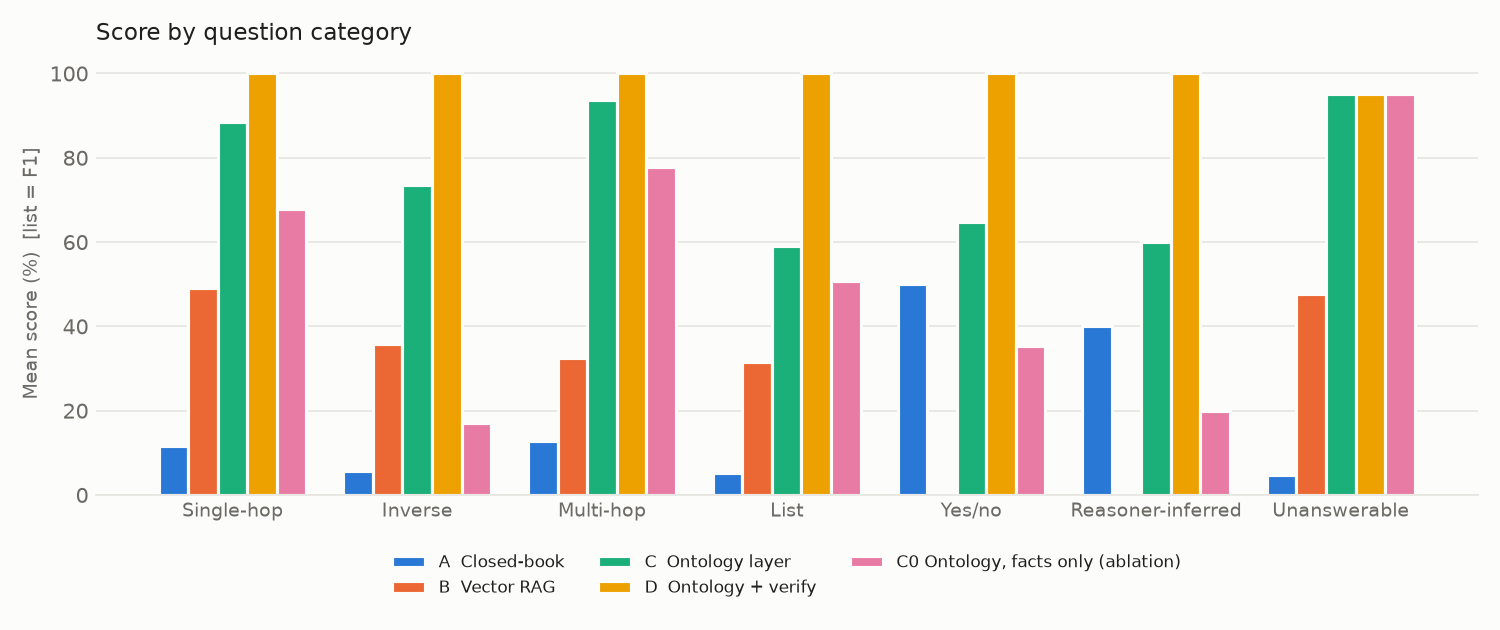 Score by question category
Mean score (%)  [list = F1]
100
80
60
40
20
0
Single-hop
Inverse
Multi-hop
List
Yes/no
Reasoner-inferred
Unanswerable
A  Closed-book
B  Vector RAG
C  Ontology layer
D  Ontology + verify
C0 Ontology, facts only (ablation)